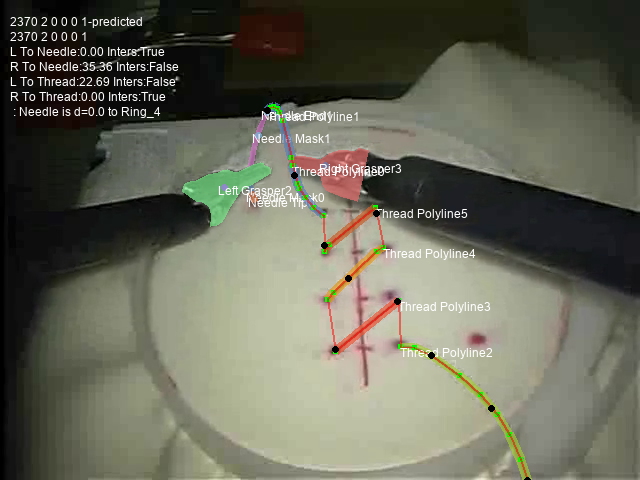 2370 2 0 0 0 1-predicted
2370 2 0 0 0 1
L To Needle:0.00 Inters:True
R To Needle:35.36 Inters:False
L To Thread:22.69 Inters:False
R To Thread:0.00 Inters:True
: Needle is d=0.0 to Ring_4
Thread Polyline1
Needle Mask1
Right Grasper3
Left Grasper2
Needle Tip
Thread Polyline5
Thread Polyline4
Thread Polyline3
Thread Polyline2